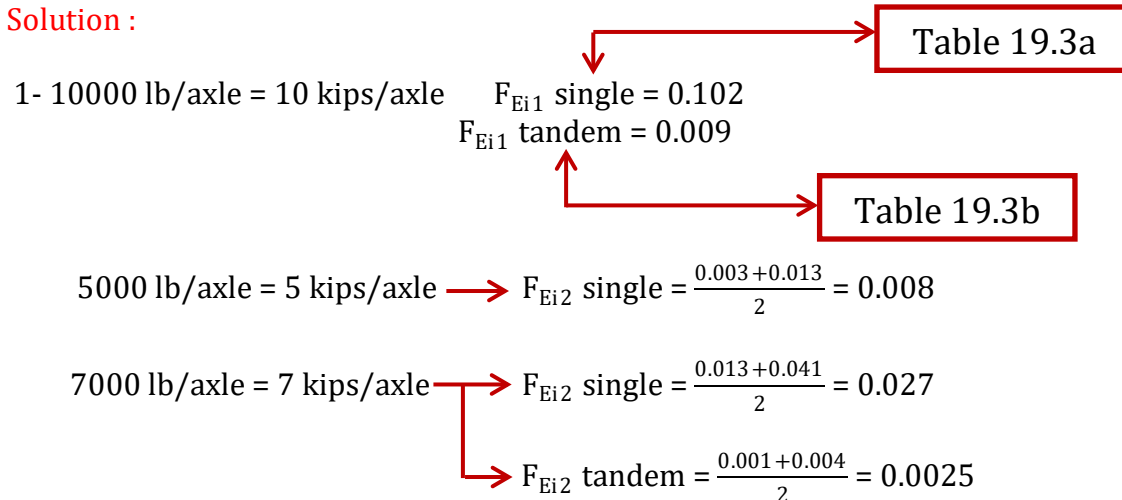 Solution :
Table 19.3a
1- 10000 lb/axle = 10 kips/axle F_Ei1 single = 0.102
F_Ei1 tandem = 0.009
Table 19.3b
5000 lb/axle = 5 kips/axle F_Ei2 single = (0.003+0.013)/2 = 0.008
7000 lb/axle = 7 kips/axle F_Ei2 single = (0.013+0.041)/2 = 0.027
F_Ei2 tandem = (0.001+0.004)/2 = 0.0025